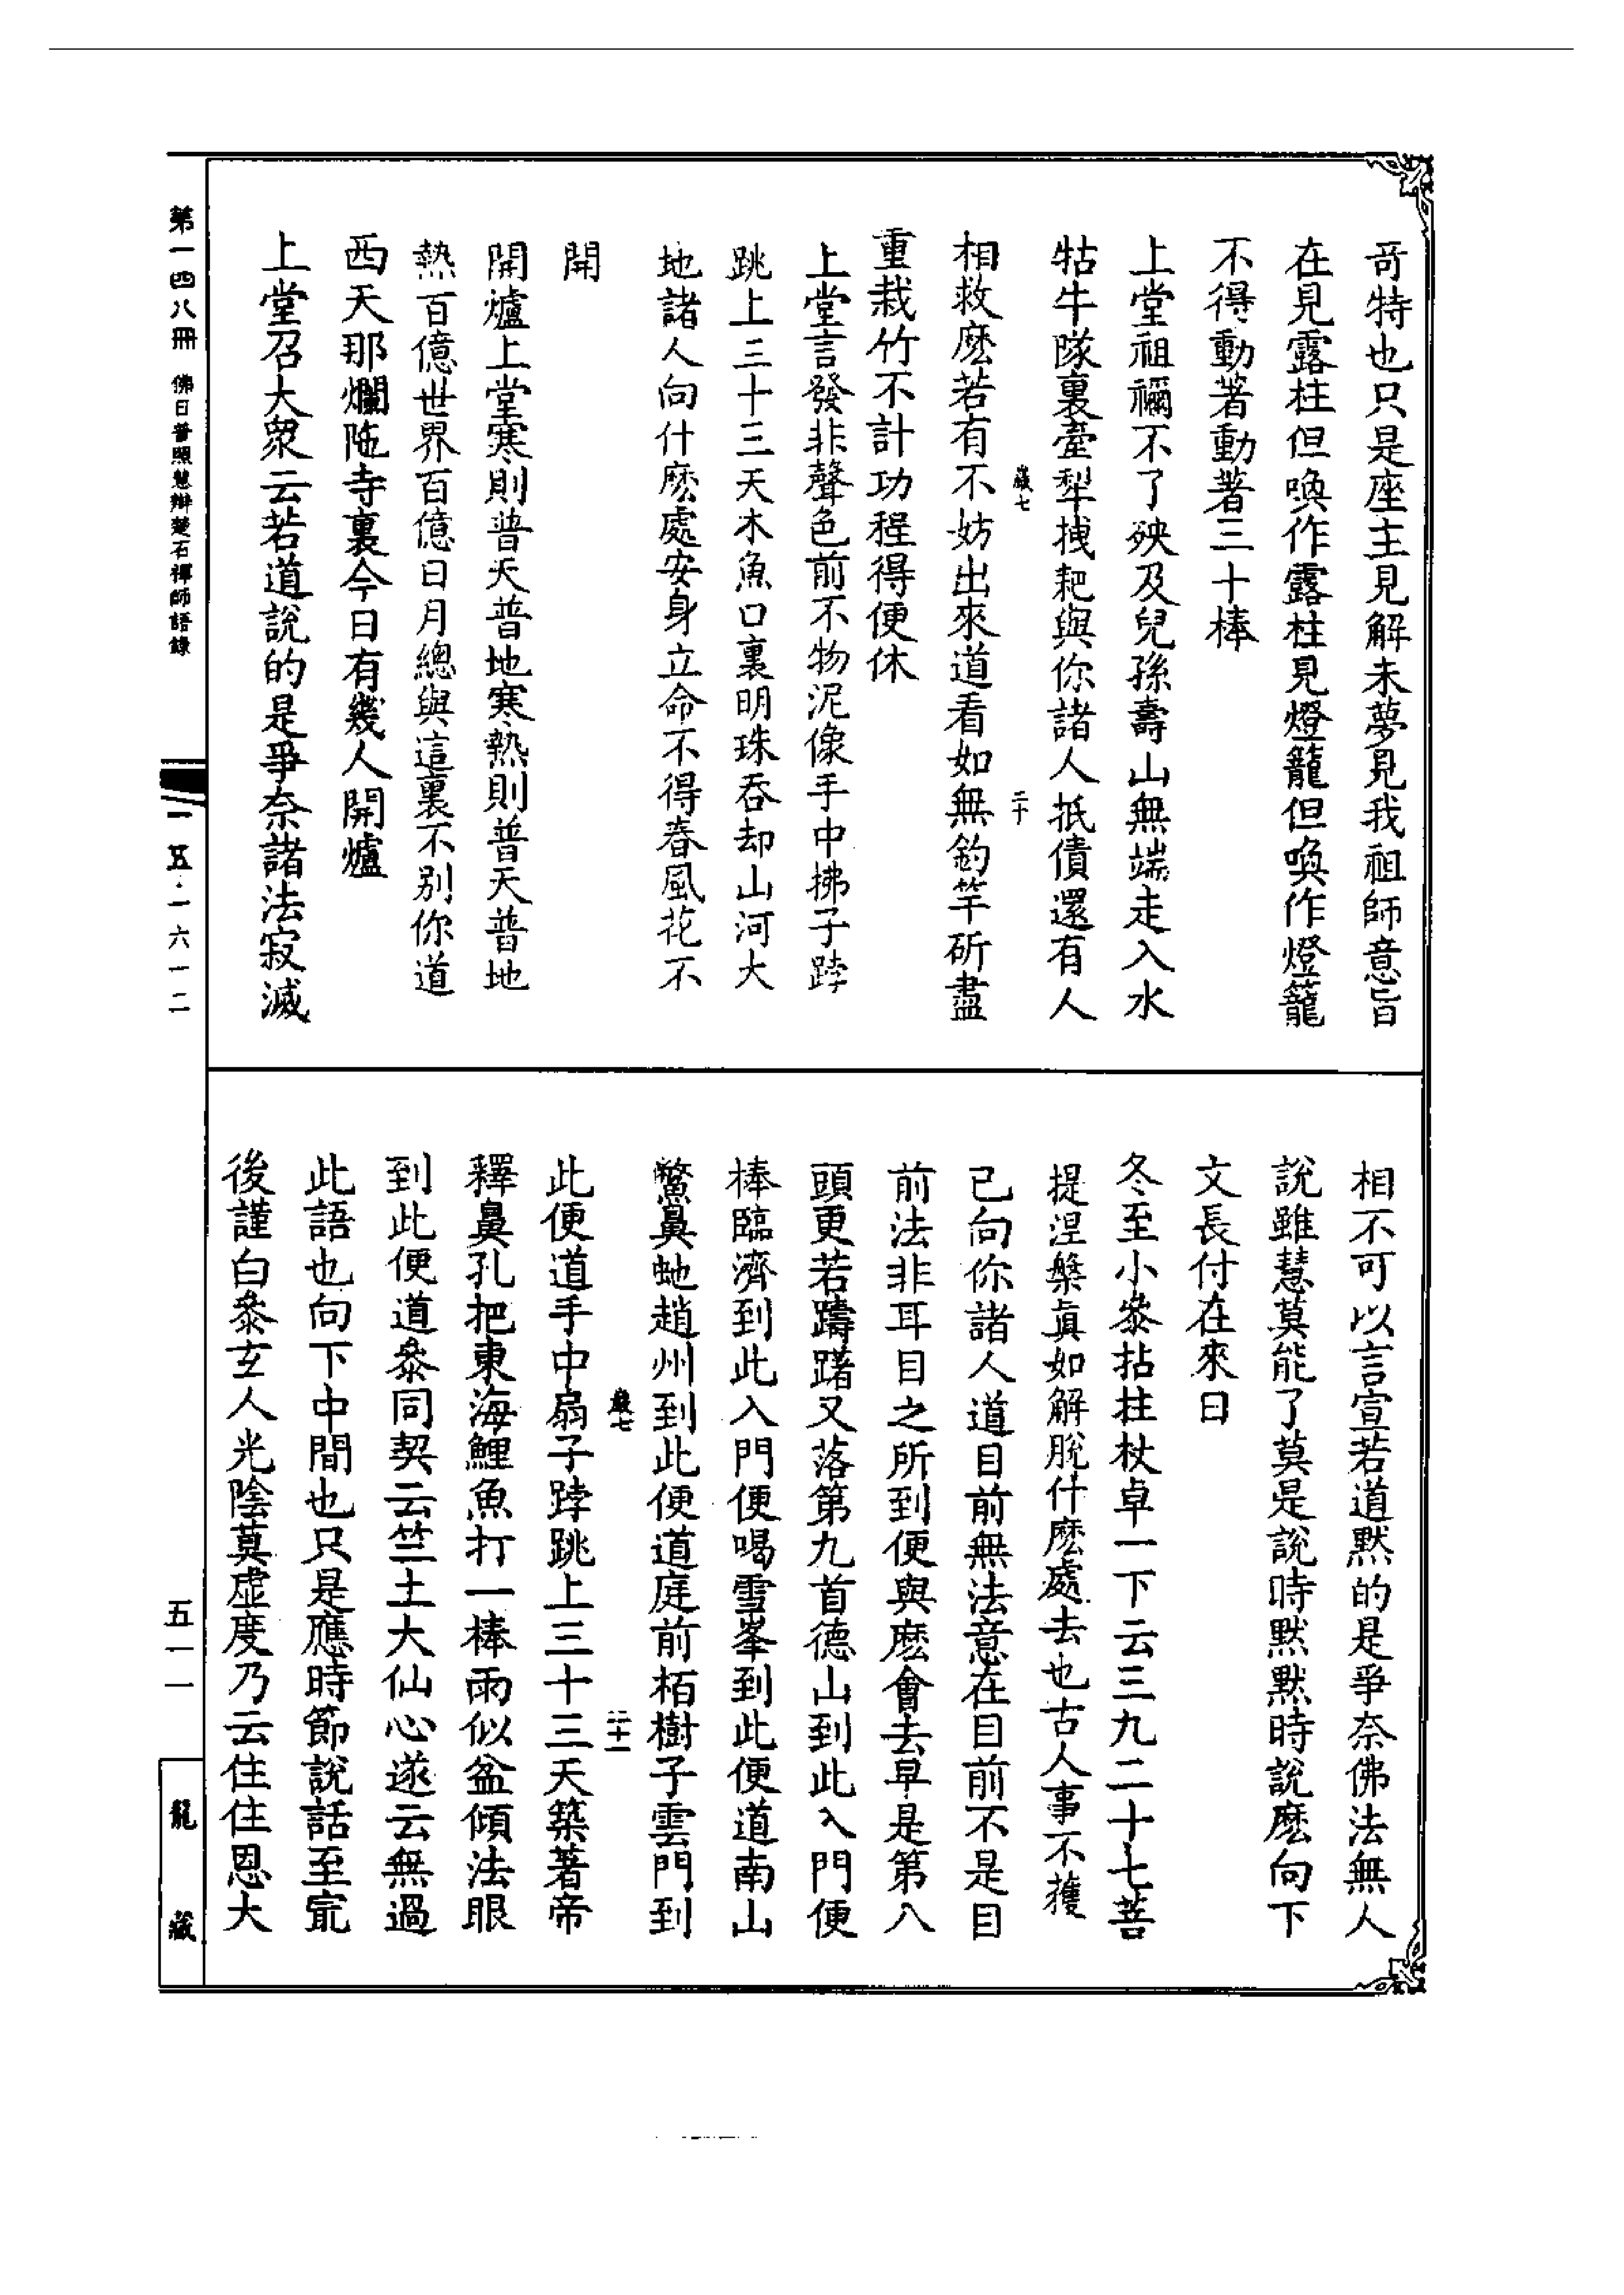 奇特也只是座主見解未夢見我祖師意旨
在見露柱但喚作露柱見燈籠但喚作燈籠
不得動著動著三十棒
上堂祖禰不了殃及兒孫壽山無端走入水
牯牛隊裏牽犁拽耙與你諸人抵債還有人
嚴七 二十
相救麽若有不妨出來道看如無釣竿斫盡
重栽竹不計功程得便休
上堂言發非聲色前不物泥像手中拂子𨁝
跳上三十三天木魚口裏明珠吞却山河大
地諸人向什麽處安身立命不得春風花不
開
開爐上堂寒則普天普地寒熱則普天普地
熱百億世界百億日月總與這裏不别你道
西天那爛陁寺裏今日有幾人開爐
上堂召大衆云若道說的是爭奈諸法寂滅
第一四八冊 佛日普照慧辯楚石禪師語錄
一五·一六一二
相不可以言宣若道默的是爭奈佛法無人
說雖慧莫能了莫是說時默默時說麽向下
文長付在來日
冬至小叅拈拄杖卓一下云三九二十七菩
提涅槃眞如解脫什麽處去也古人事不獲
已向你諸人道目前無法意在目前不是目
前法非耳目之所到便與麽會去早是第八
頭更若躊躇又落第九首德山到此入門便
棒臨濟到此入門便喝雪峯到此便道南山
鱉鼻虵趙州到此便道庭前栢樹子雲門到
嚴七 二十一
此便道手中扇子𨁝跳上三十三天築著帝
釋鼻孔把東海鯉魚打一棒雨似盆傾法眼
到此便道叅同契云竺土大仙心遂云無過
此語也向下中間也只是應時節說話至㝎
後謹白叅玄人光陰莫虛度乃云住住恩大
五一一
龍藏